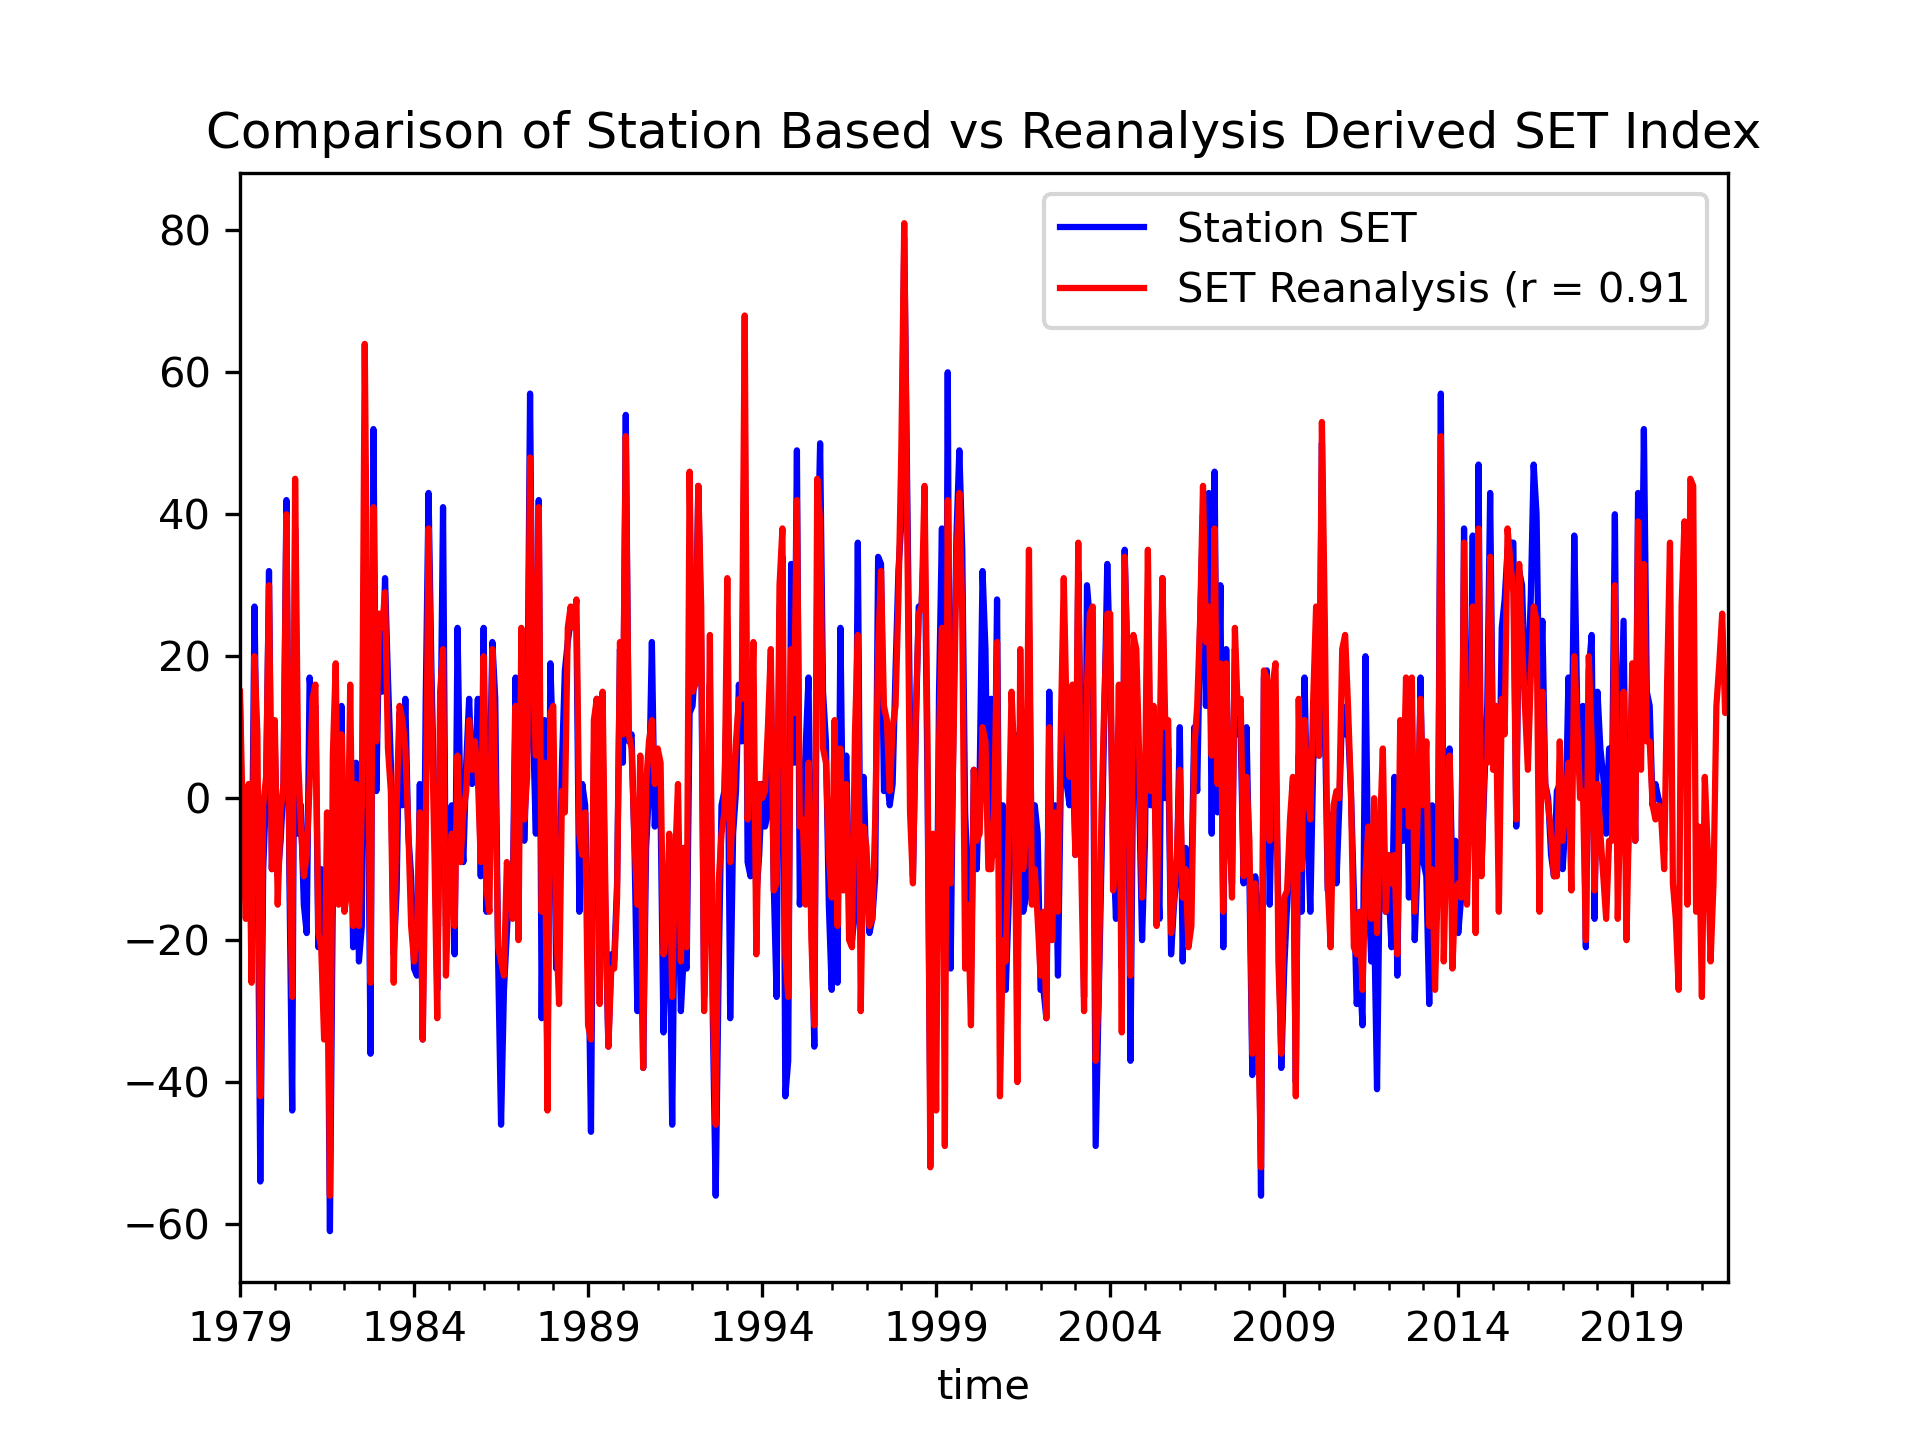 Comparison of Station Based vs Reanalysis Derived SET Index
Station SET
SET Reanalysis (r = 0.91
80
60
40
20
0
−20
−40
−60
1979 1984 1989 1994 1999 2004 2009 2014 2019
time